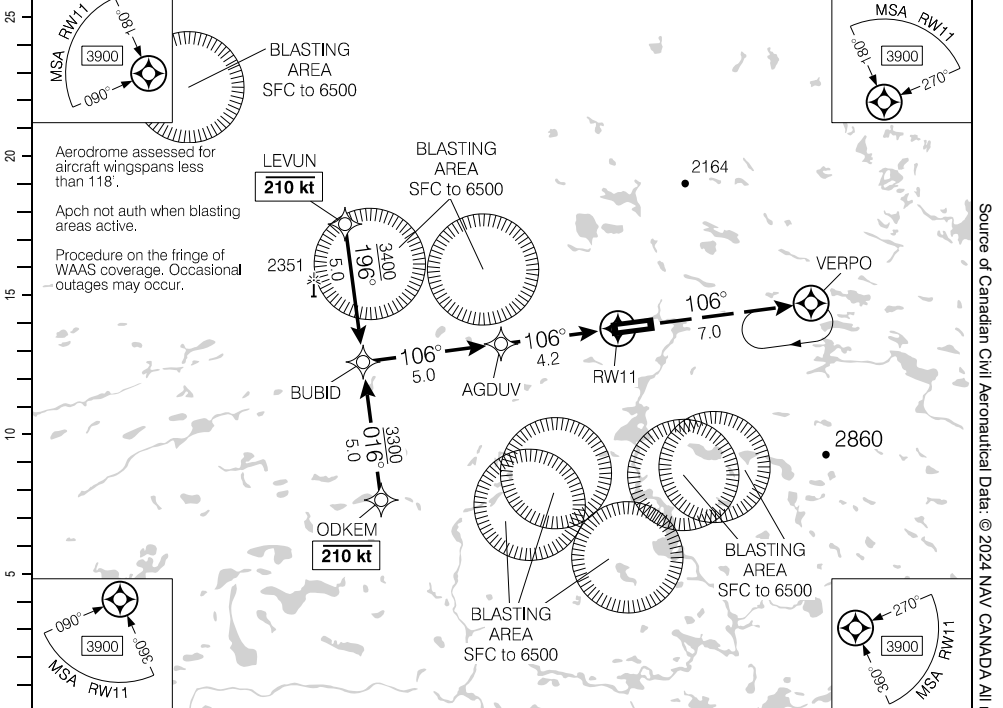 25
20
15
10
5
MSA RW11
180°
3900
090°
BLASTING
AREA
SFC to 6500
MSA RW11
180°
3900
270°
Aerodrome assessed for
aircraft wingspans less
than 118'.
Apch not auth when blasting
areas active.
Procedure on the fringe of
WAAS coverage. Occasional
outages may occur.
LEVUN
210 kt
BLASTING
AREA
SFC to 6500
2164
2351
3400
196°
5.0
VERPO
106°
7.0
BUBID
106°
5.0
AGDUV
106°
4.2
RW11
3300
016°
5.0
ODKEM
210 kt
2860
BLASTING
AREA
SFC to 6500
BLASTING
AREA
SFC to 6500
090°
360°
3900
MSA RW11
270°
360°
3900
MSA RW11
Source of Canadian Civil Aeronautical Data: © 2024 NAV CANADA All